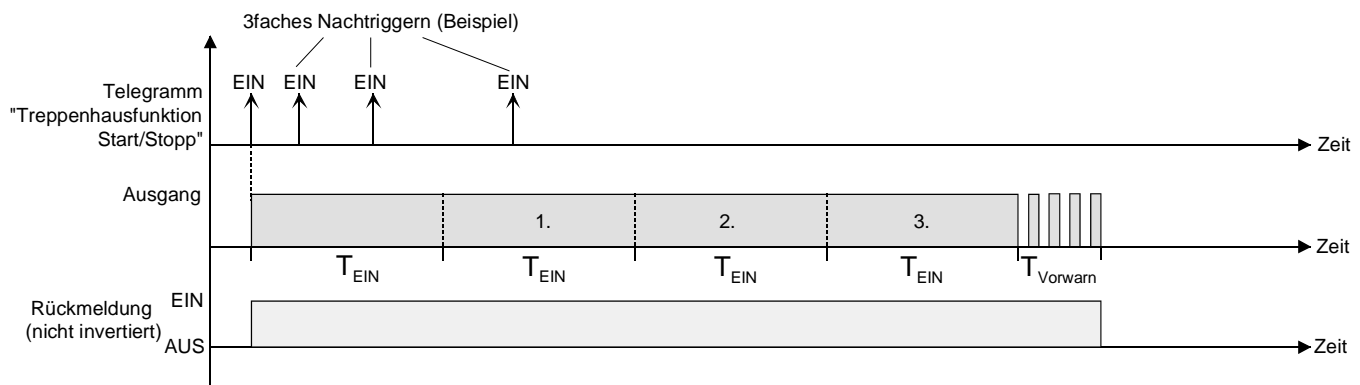 3faches Nachtriggern (Beispiel)
EIN EIN EIN EIN
Telegramm
"Treppenhausfunktion
Start/Stopp"
Zeit
Ausgang
1. 2. 3.
Zeit
TEIN TEIN TEIN TEIN TVorwarn
EIN
Rückmeldung
(nicht invertiert)
AUS
Zeit